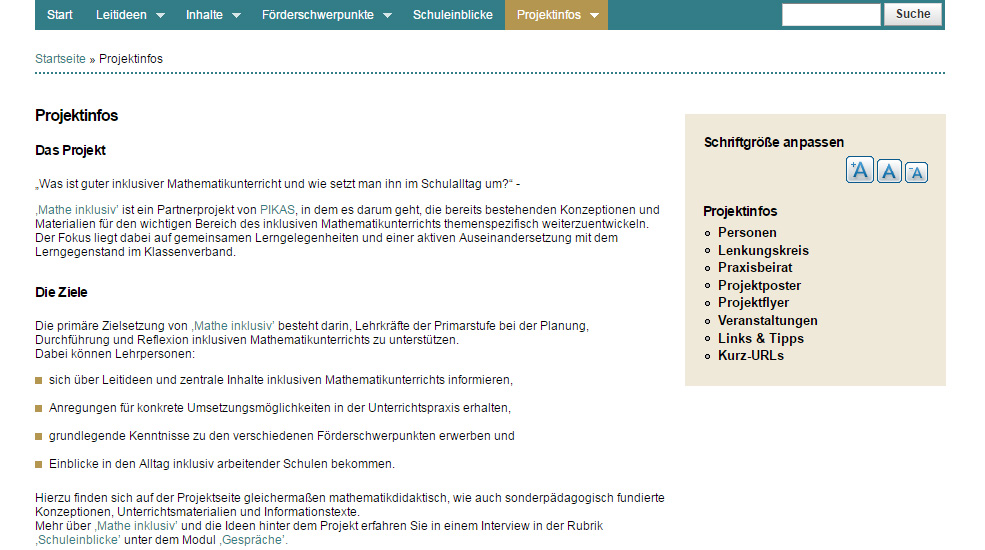 Start Leitideen Inhalte Förderschwerpunkte Schuleinblicke Projektinfos Suche
Startseite » Projektinfos
Projektinfos
Das Projekt
„Was ist guter inklusiver Mathematikunterricht und wie setzt man ihn im Schulalltag um?“ -
‚Mathe inklusiv’ ist ein Partnerprojekt von PIKAS, in dem es darum geht, die bereits bestehenden Konzeptionen und
Materialien für den wichtigen Bereich des inklusiven Mathematikunterrichts themenspezifisch weiterzuentwickeln.
Der Fokus liegt dabei auf gemeinsamen Lerngelegenheiten und einer aktiven Auseinandersetzung mit dem
Lerngegenstand im Klassenverband.
Die Ziele
Die primäre Zielsetzung von ‚Mathe inklusiv’ besteht darin, Lehrkräfte der Primarstufe bei der Planung,
Durchführung und Reflexion inklusiven Mathematikunterrichts zu unterstützen.
Dabei können Lehrpersonen:
sich über Leitideen und zentrale Inhalte inklusiven Mathematikunterrichts informieren,
Anregungen für konkrete Umsetzungsmöglichkeiten in der Unterrichtspraxis erhalten,
grundlegende Kenntnisse zu den verschiedenen Förderschwerpunkten erwerben und
Einblicke in den Alltag inklusiv arbeitender Schulen bekommen.
Hierzu finden sich auf der Projektseite gleichermaßen mathematikdidaktisch, wie auch sonderpädagogisch fundierte
Konzeptionen, Unterrichtsmaterialien und Informationstexte.
Mehr über ‚Mathe inklusiv’ und die Ideen hinter dem Projekt erfahren Sie in einem Interview in der Rubrik
‚Schuleinblicke’ unter dem Modul ‚Gespräche’.
Schriftgröße anpassen
+A A -A
Projektinfos
Personen
Lenkungskreis
Praxisbeirat
Projektposter
Projektflyer
Veranstaltungen
Links & Tipps
Kurz-URLs